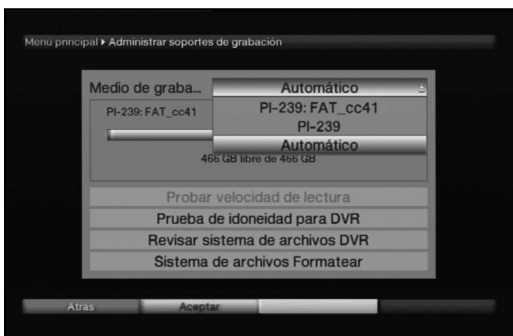 Menú principal ▸ Administrar soportes de grabación
Medio de graba... Automático
PI-239: FAT_cc41
PI-239: FAT_cc41
PI-239
Automático
466 GB libre de 466 GB
Probar velocidad de lectura
Prueba de idoneidad para DVR
Revisar sistema de archivos DVR
Sistema de archivos Formatear
Atras Aceptar